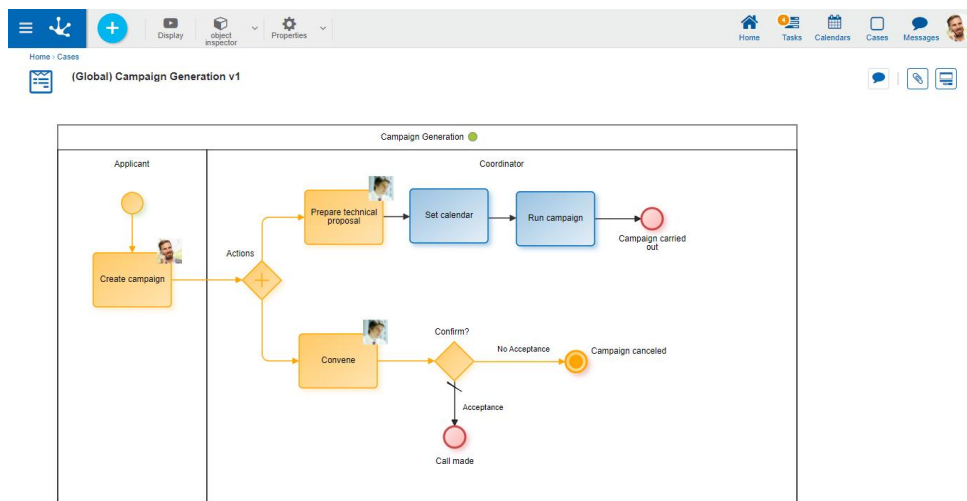 Display
object
inspector
Properties
Home
4
Tasks
Calendars
Cases
Messages
Home › Cases
(Global) Campaign Generation v1
Campaign Generation
Applicant
Coordinator
Prepare technical
proposal
Set calendar
Run campaign
Campaign carried
out
Actions
Create campaign
Confirm?
Convene
No Acceptance
Campaign canceled
Acceptance
Call made